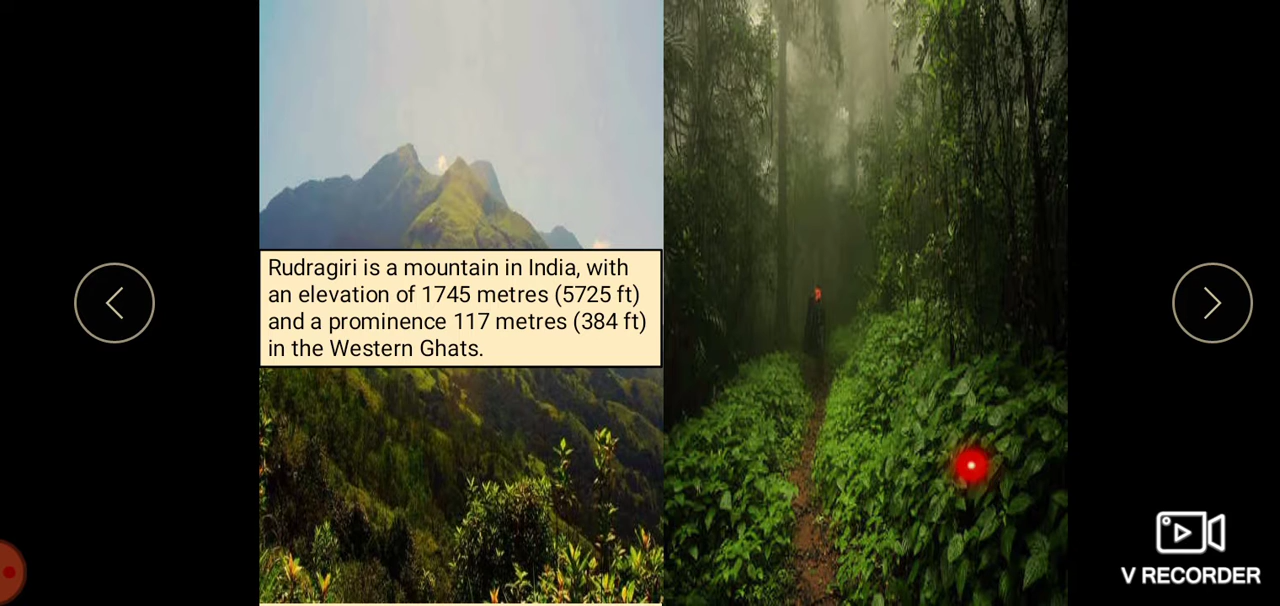 Rudragiri is a mountain in India, with
an elevation of 1745 metres (5725 ft)
and a prominence 117 metres (384 ft)
in the Western Ghats.
V RECORDER